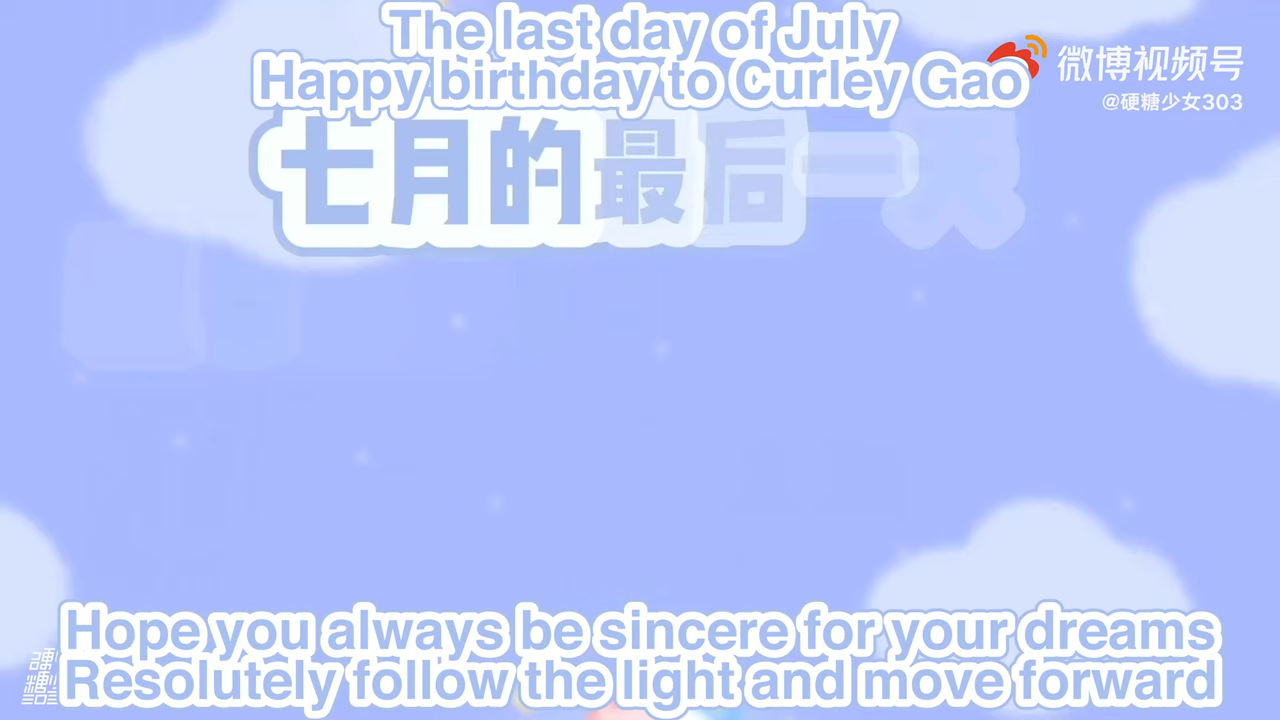 The last day of July
Happy birthday to Curley Gao
微博视频号
@硬糖少女303
七月的最后一天
Hope you always be sincere for your dreams
Resolutely follow the light and move forward
硬糖